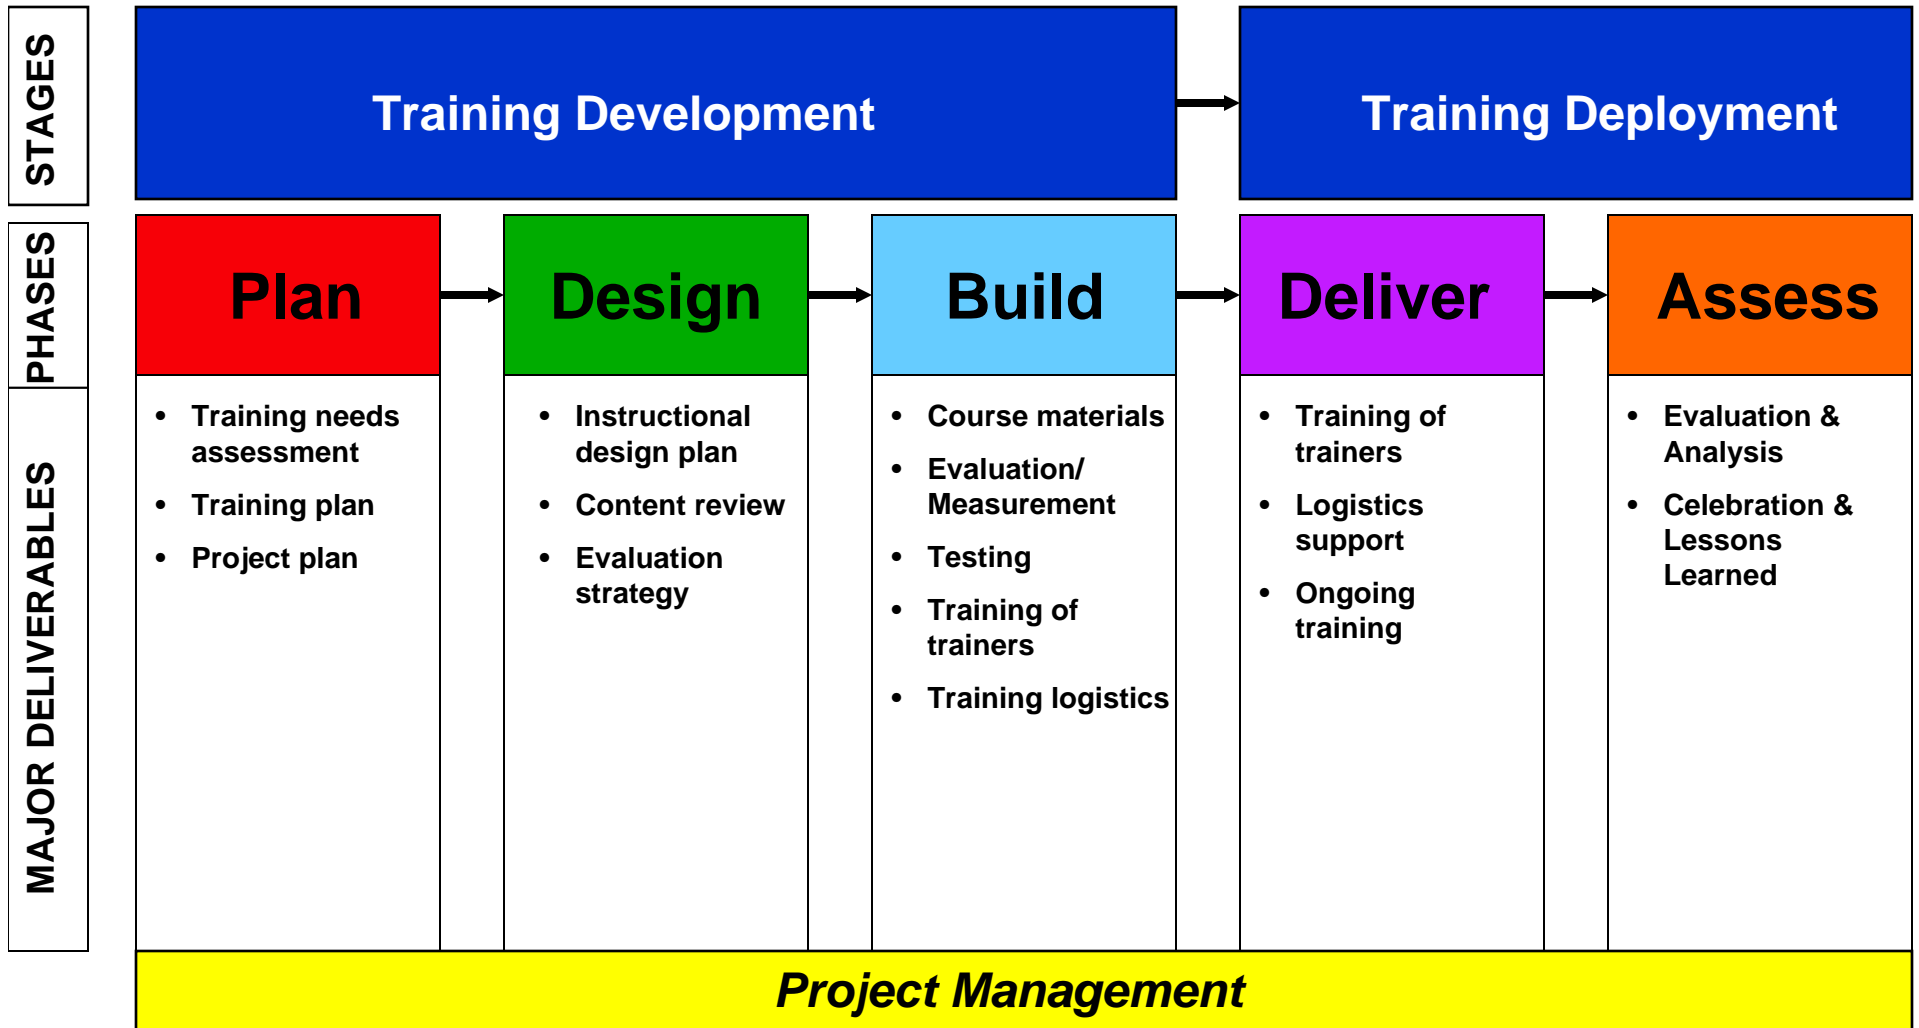 STAGES
Training Development
Training Deployment
PHASES
Plan
Design
Build
Deliver
Assess
MAJOR DELIVERABLES
• Training needs
assessment
• Training plan
• Project plan
• Instructional
design plan
• Content review
• Evaluation
strategy
• Course materials
• Evaluation/
Measurement
• Testing
• Training of
trainers
• Training logistics
• Training of
trainers
• Logistics
support
• Ongoing
training
• Evaluation &
Analysis
• Celebration &
Lessons
Learned
Project Management